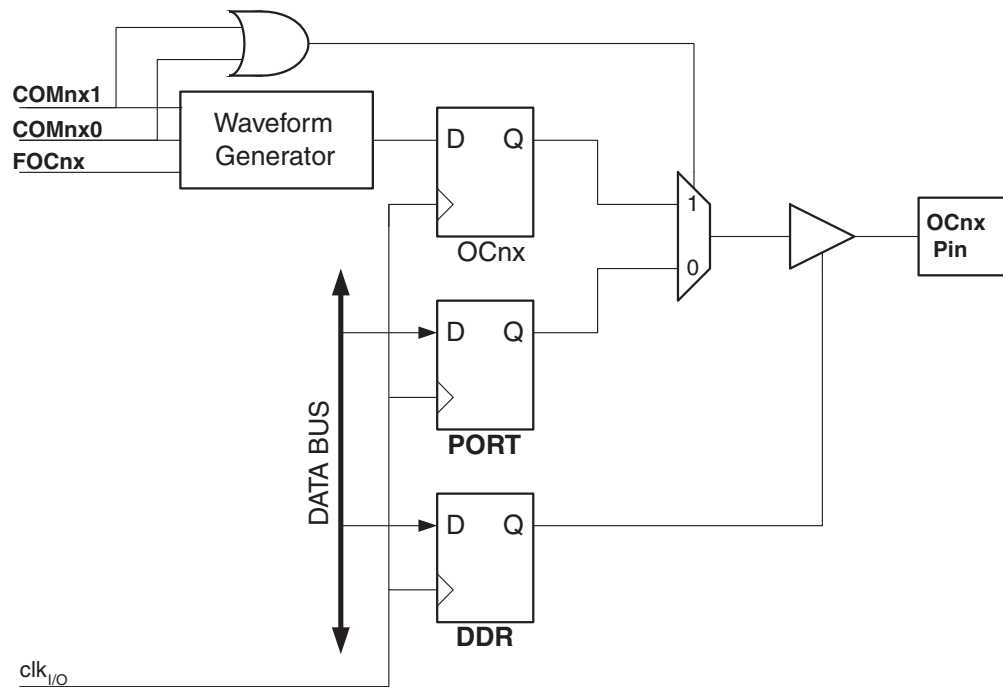 COMnx1
COMnx0
FOCnx
Waveform
Generator
D Q
OCnx
1
0
OCnx
Pin
D Q
PORT
DATA BUS
D Q
DDR
clkI/O